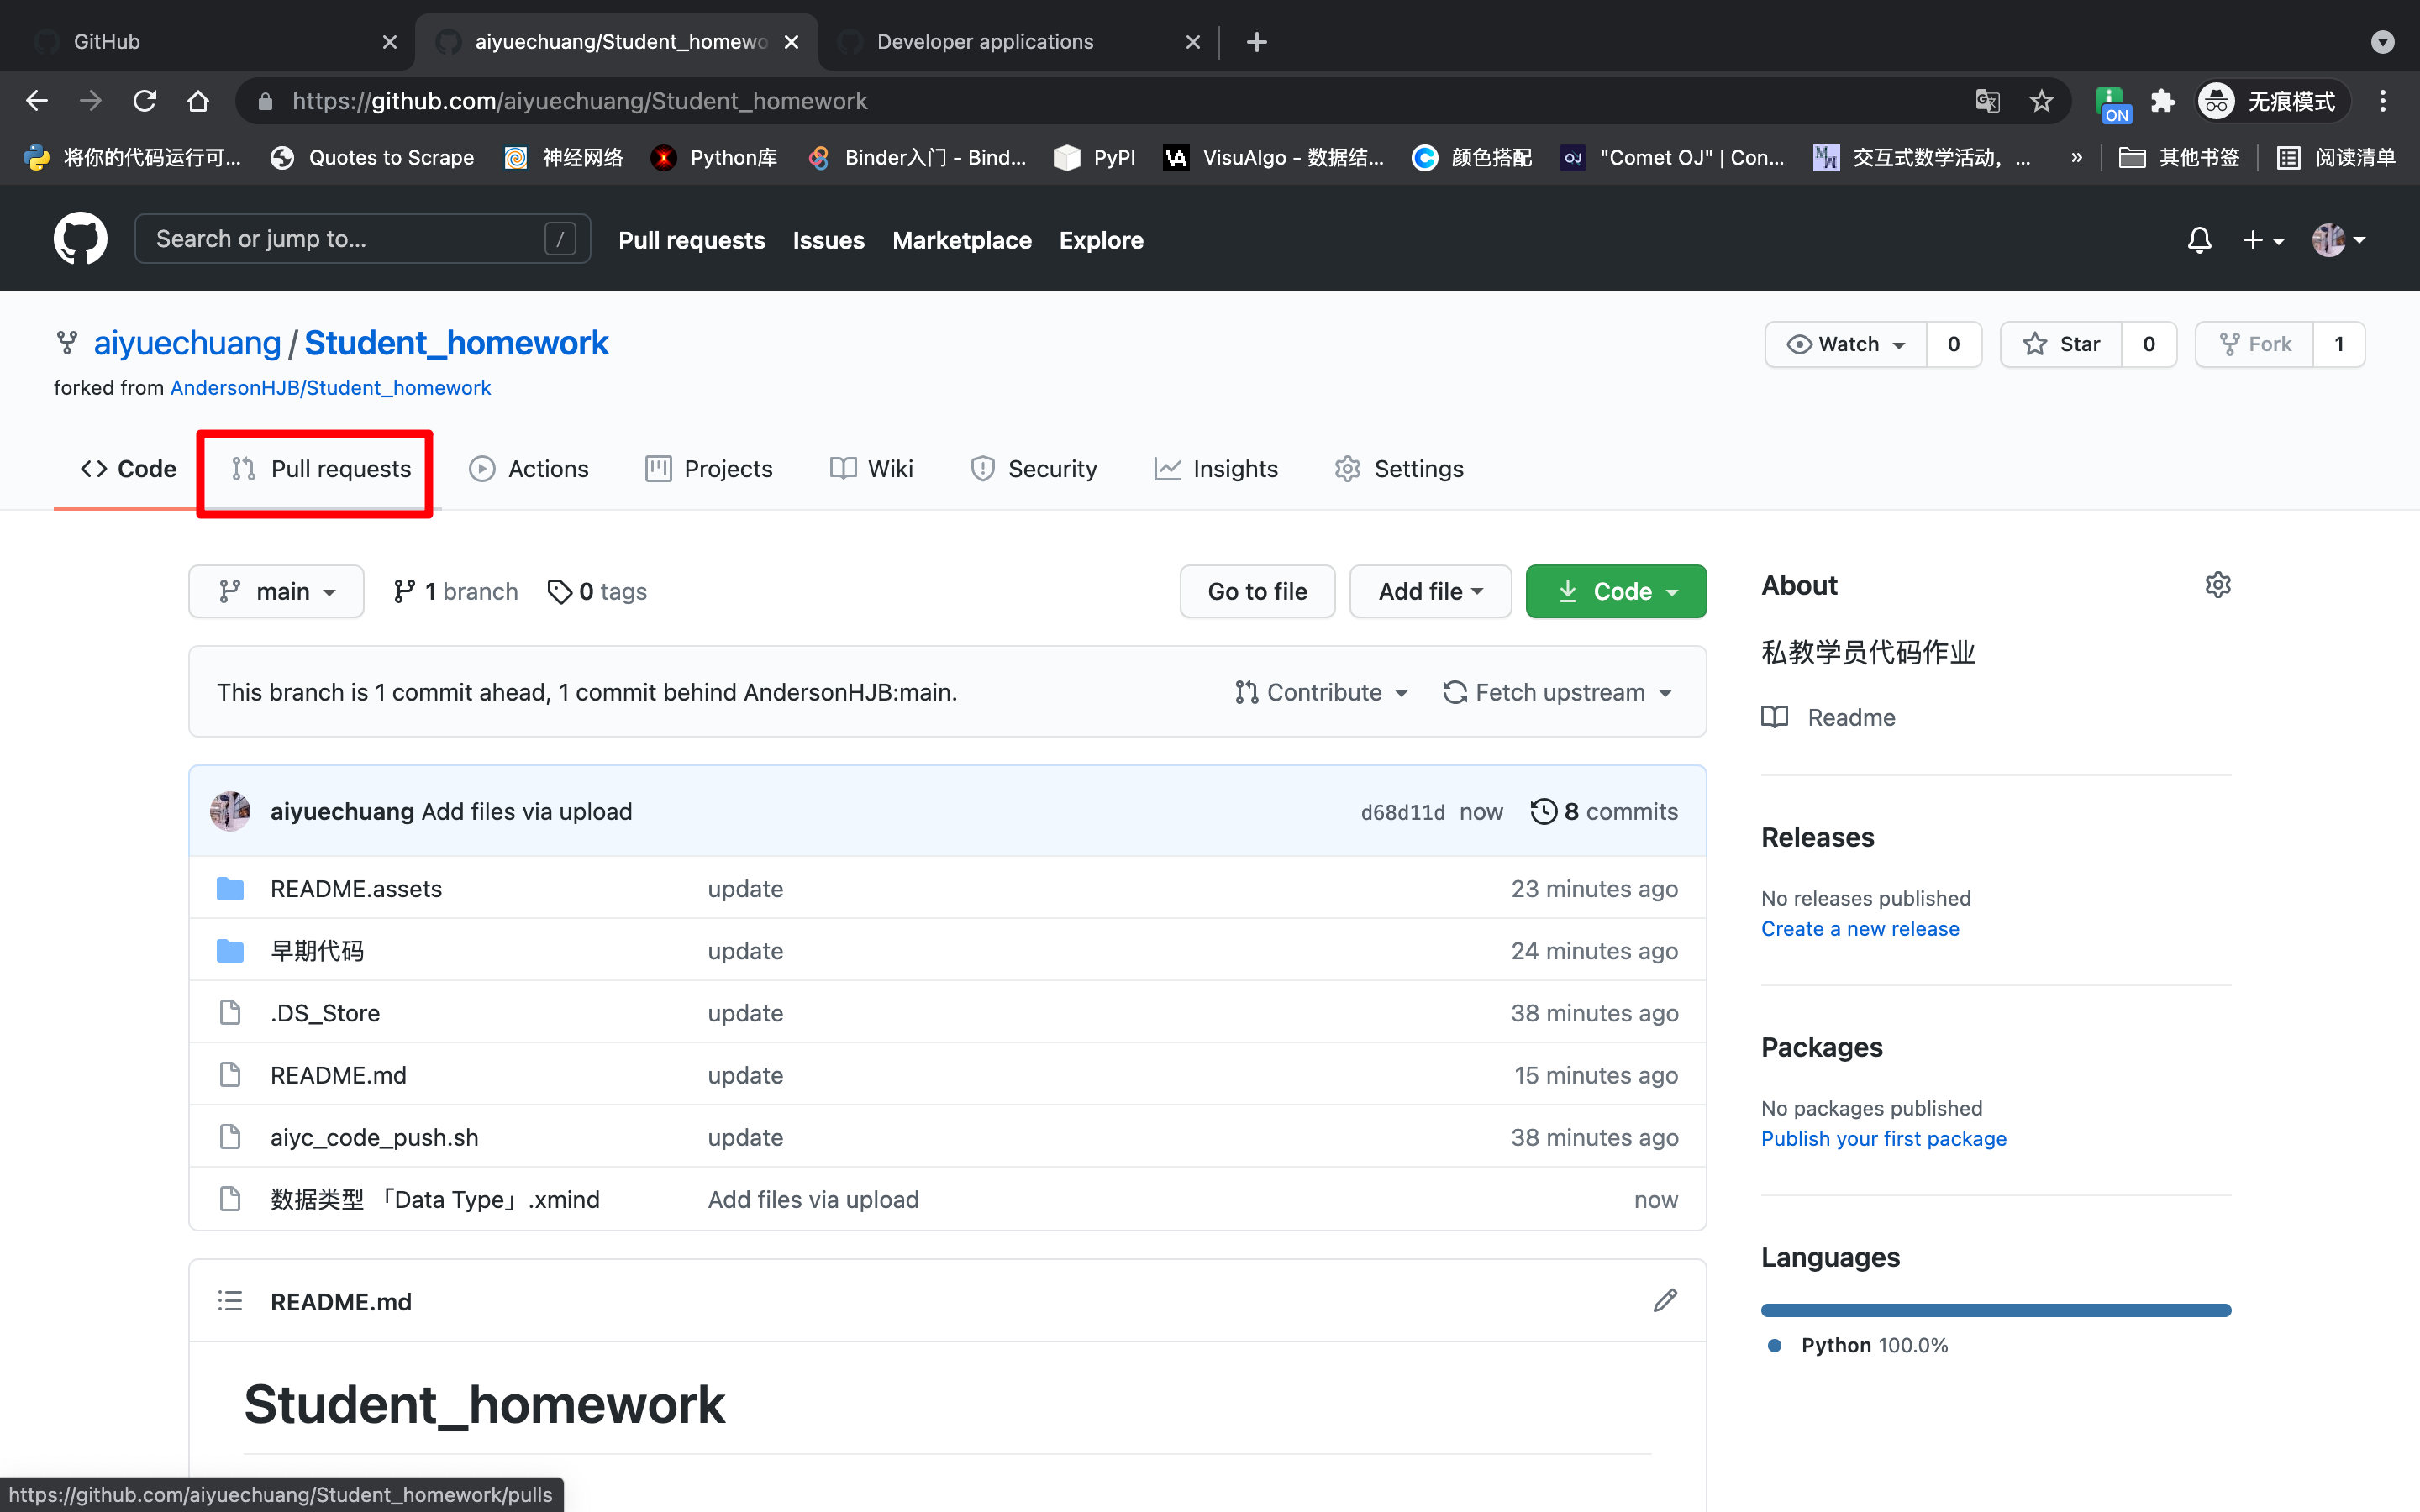 GitHub
aiyuechuang/Student_homewo
Developer applications
https://github.com/aiyuechuang/Student_homework
ON
无痕模式
将你的代码运行可...
Quotes to Scrape
神经网络
Python库
Binder入门 - Bind...
PyPI
VisuAlgo - 数据结...
颜色搭配
OJ
"Comet OJ" | Con...
交互式数学活动, ...
»
其他书签
阅读清单
Search or jump to...
/
Pull requests
Issues
Marketplace
Explore
aiyuechuang / Student_homework
Watch 0
Star 0
Fork 1
forked from AndersonHJB/Student_homework
Code
Pull requests
Actions
Projects
Wiki
Security
Insights
Settings
main
1 branch
0 tags
Go to file
Add file
Code
This branch is 1 commit ahead, 1 commit behind AndersonHJB:main.
Contribute
Fetch upstream
aiyuechuang Add files via upload
d68d11d now
8 commits
README.assets update 23 minutes ago
早期代码 update 24 minutes ago
.DS_Store update 38 minutes ago
README.md update 15 minutes ago
aiyc_code_push.sh update 38 minutes ago
数据类型 「Data Type」.xmind Add files via upload now
README.md
Student_homework
About
私教学员代码作业
Readme
Releases
No releases published
Create a new release
Packages
No packages published
Publish your first package
Languages
Python 100.0%
https://github.com/aiyuechuang/Student_homework/pulls